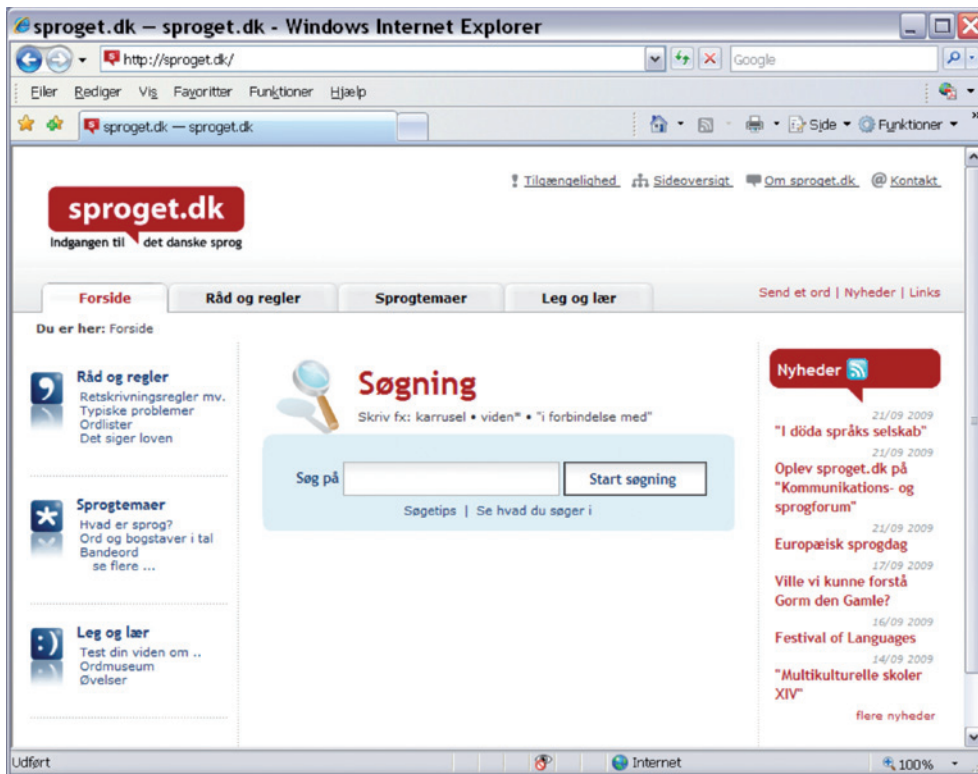 sproget.dk — sproget.dk - Windows Internet Explorer
http://sproget.dk/
Google
Eiler Rediger Vis Favoritter Funktioner Hjælp
sproget.dk — sproget.dk
Side Funktioner
Tilgængelighed Sideoversigt Om sproget.dk @ Kontakt
sproget.dk
Indgangen til det danske sprog
Forside Råd og regler Sprogtemaer Leg og lær
Send et ord | Nyheder | Links
Du er her: Forside
Råd og regler
Retskrivningsregler mv.
Typiske problemer
Ordlister
Det siger loven
Sprogtemaer
Hvad er sprog?
Ord og bogstaver i tal
Bandeord
se flere ...
:)
Leg og lær
Test din viden om ..
Ordmuseum
Øvelser
Søgning
Skriv fx: karrusel • viden* • "i forbindelse med"
Søg på
Start søgning
Søgetips | Se hvad du søger i
Nyheder
21/09 2009
"I döda språks selskab"
21/09 2009
Oplev sproget.dk på
"Kommunikations- og
sprogforum"
21/09 2009
Europæisk sprogdag
17/09 2009
Ville vi kunne forstå
Gorm den Gamle?
16/09 2009
Festival of Languages
14/09 2009
"Multikulturelle skoler
XIV"
flere nyheder
Udført
Internet
100%